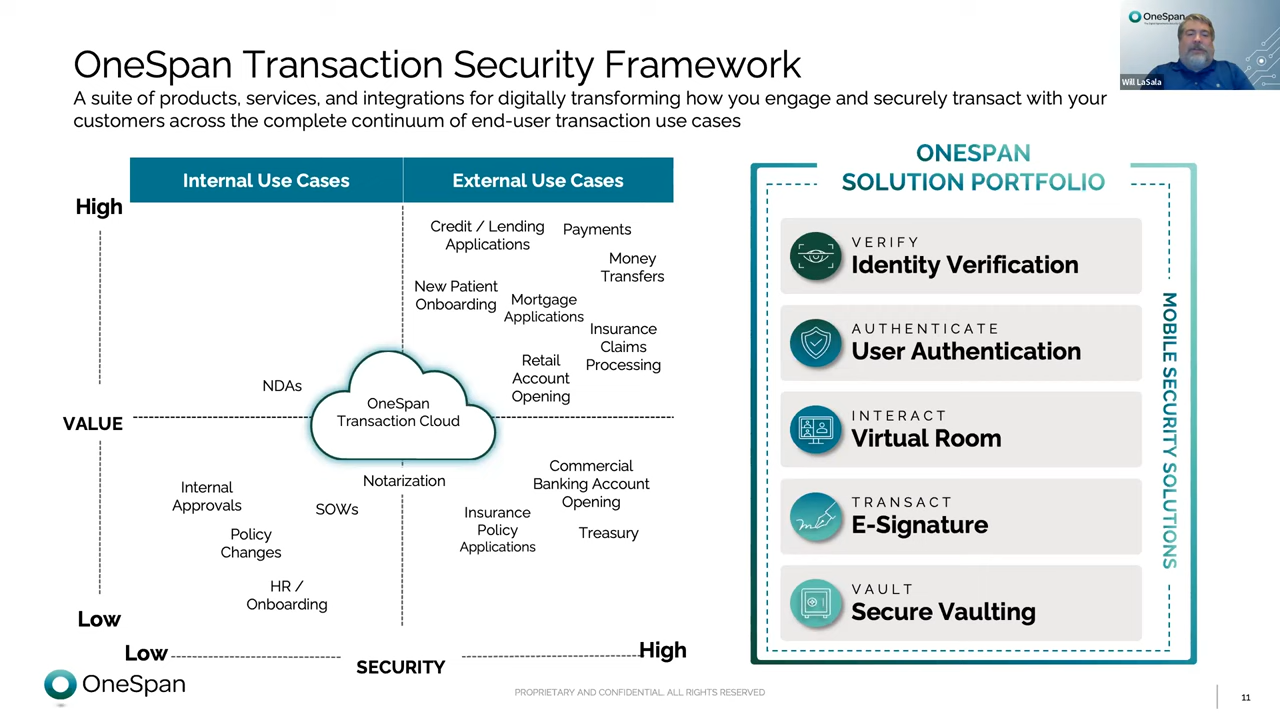 OneSpan
Will LaSala
OneSpan Transaction Security Framework
A suite of products, services, and integrations for digitally transforming how you engage and securely transact with your
customers across the complete continuum of end-user transaction use cases
Internal Use Cases
External Use Cases
High
VALUE
Low
Low
SECURITY
High
Credit / Lending
Applications
Payments
Money
Transfers
New Patient
Onboarding
Mortgage
Applications
Insurance
Claims
Processing
Retail
Account
Opening
NDAs
OneSpan
Transaction Cloud
Notarization
Internal
Approvals
SOWs
Policy
Changes
HR /
Onboarding
Commercial
Banking Account
Opening
Insurance
Policy
Applications
Treasury
ONESPAN
SOLUTION PORTFOLIO
VERIFY
Identity Verification
AUTHENTICATE
User Authentication
INTERACT
Virtual Room
TRANSACT
E-Signature
VAULT
Secure Vaulting
MOBILE SECURITY SOLUTIONS
OneSpan
PROPRIETARY AND CONFIDENTIAL. ALL RIGHTS RESERVED
11